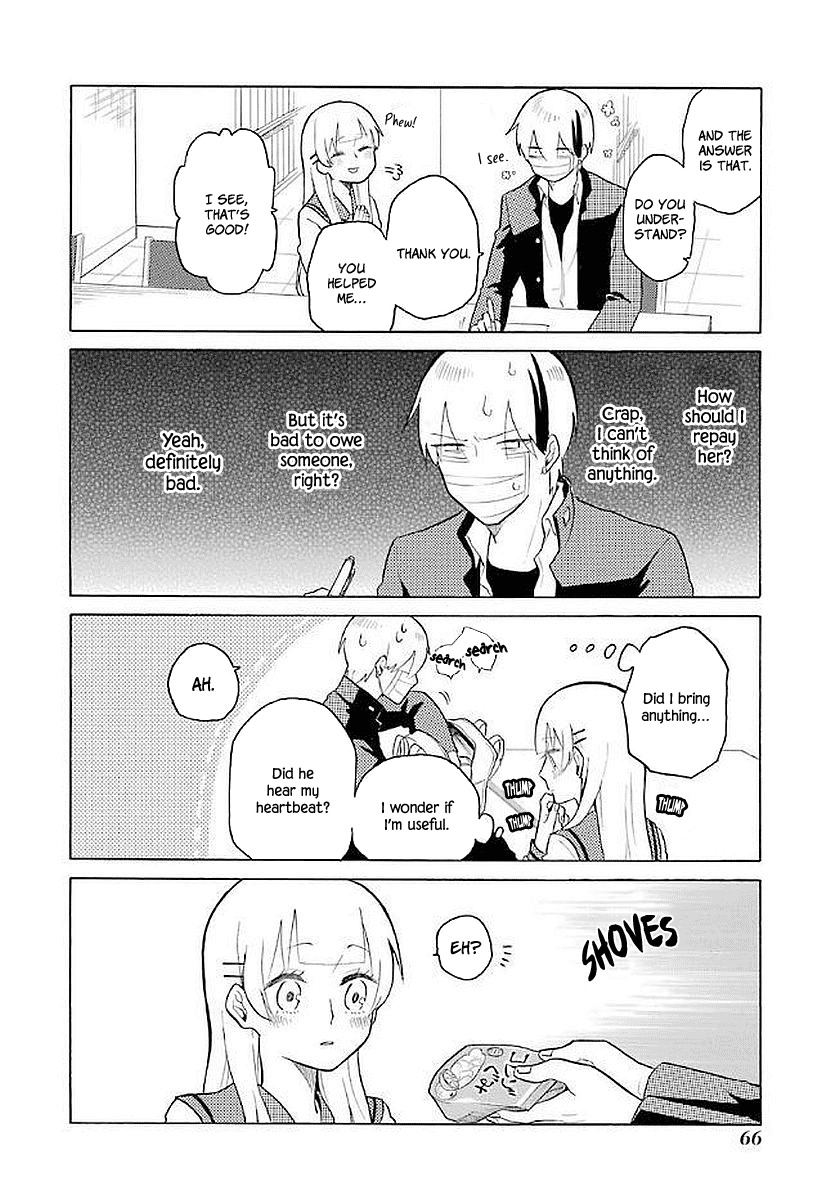 AND THE
ANSWER
IS THAT.
DO YOU
UNDER-
STAND?
I see.
THANK YOU.
YOU
HELPED
ME...
Phew!
I SEE,
THAT'S
GOOD!
How
should I
repay
her?
Crap,
I can't
think of
anything.
But it's
bad to owe
someone,
right?
Yeah,
definitely
bad.
Did I bring
anything...
search
search
THUMP
THUMP
THUMP
I wonder if
I'm useful.
Did he
hear my
heartbeat?
AH.
SHOVES
EH?
66